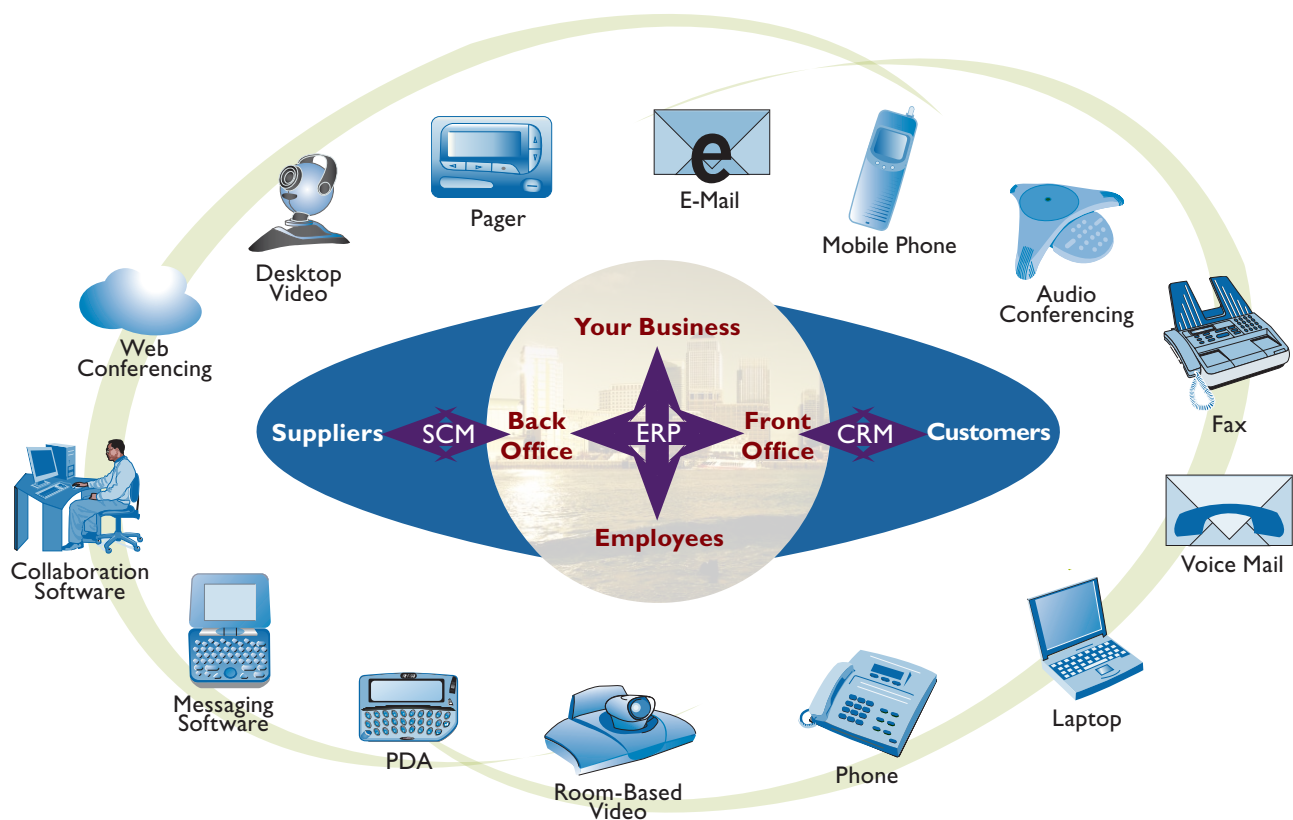 e
E-Mail
Pager
Mobile Phone
Desktop
Video
Audio
Conferencing
Web
Conferencing
Your Business
Fax
Suppliers
SCM
Back
Office
ERP
Front
Office
CRM
Customers
Employees
Voice Mail
Collaboration
Software
Messaging
Software
Laptop
PDA
Phone
Room-Based
Video